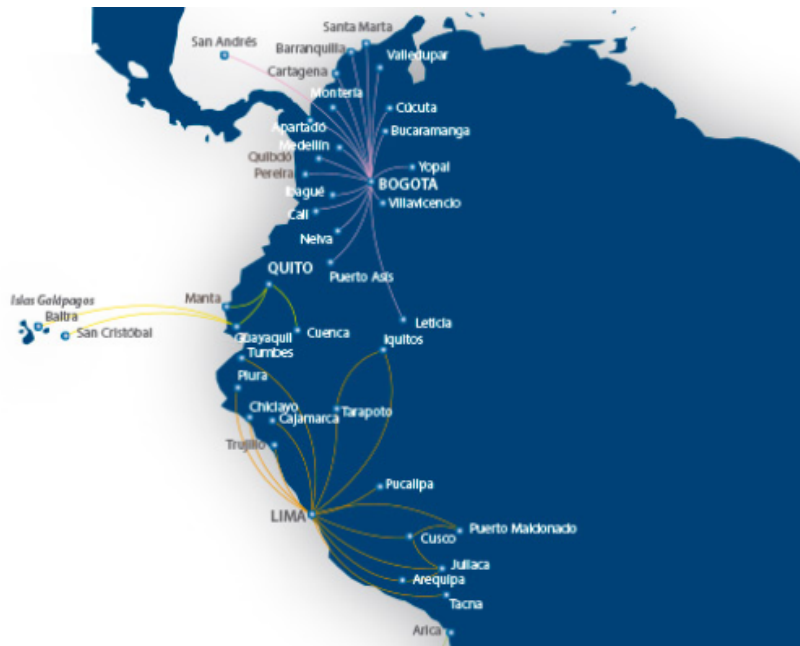 Santa Marta
San Andrés
Barranquilla
Valledupar
Cartagena
Montería
Cúcuta
Apartadó
Bucaramanga
Medellín
Quibdó
Yopal
Pereira
BOGOTA
Ibagué
Villavicencio
Cali
Neiva
QUITO
Puerto Asis
Islas Galápagos
Manta
Baltra
San Cristóbal
Guayaquil
Cuenca
Leticia
Iquitos
Tumbes
Piura
Chiclayo
Cajamarca
Tarapoto
Trujillo
Pucallpa
LIMA
Puerto Maldonado
Cusco
Juliaca
Arequipa
Tacna
Arica